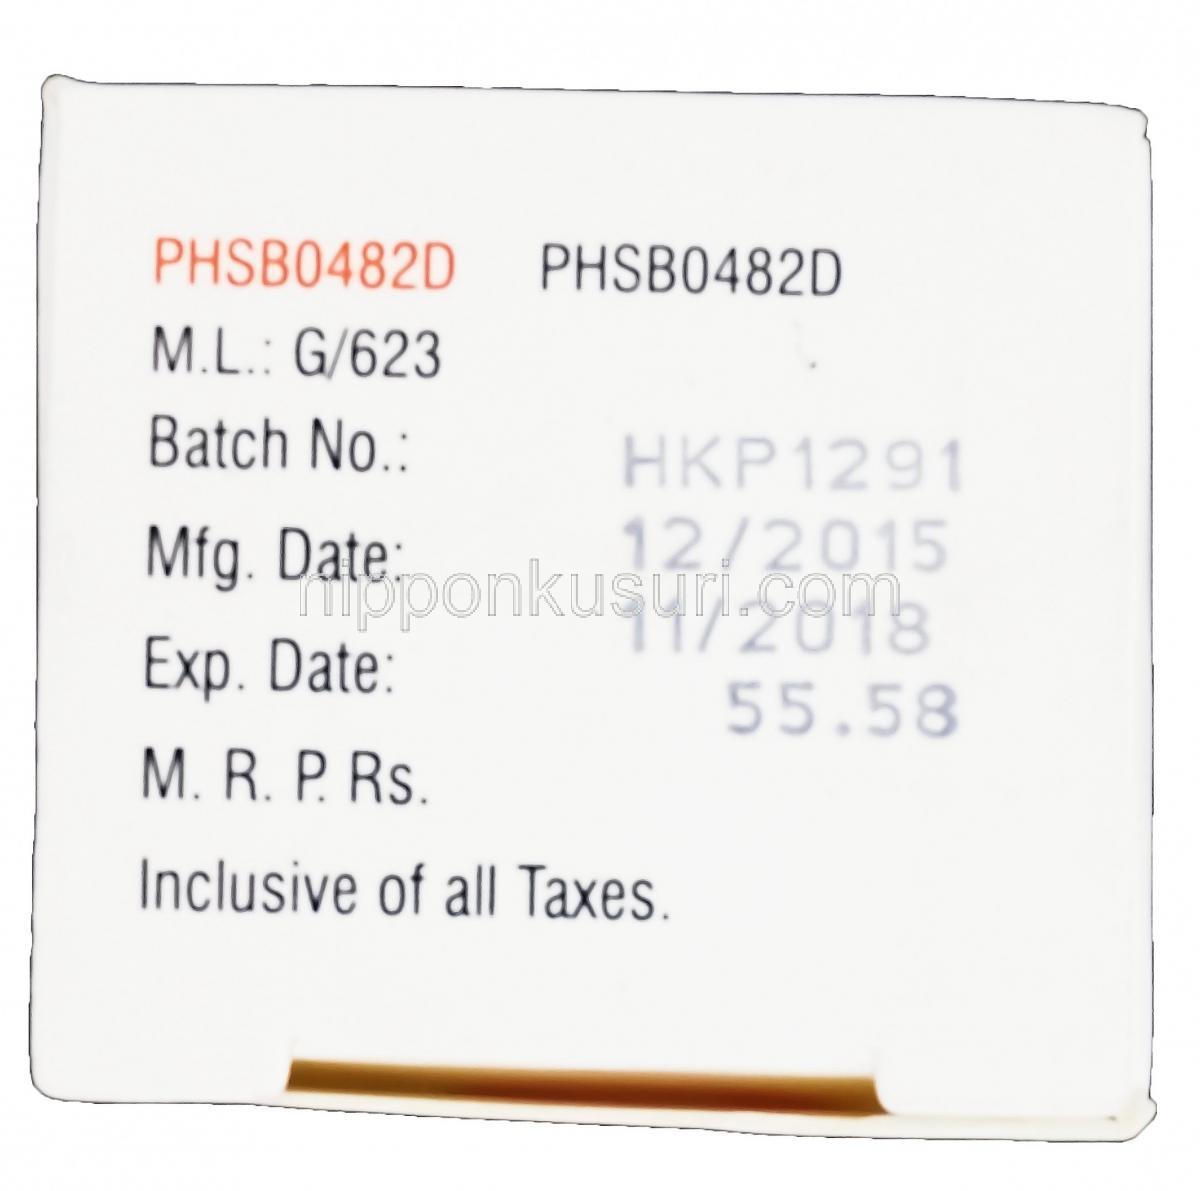 PHSB0482D PHSB0482D
M.L.: G/623
Batch No.: HKP1291
Mfg. Date: 12/2015
nipponkusuri.com
Exp. Date: 11/2018
M. R. P. Rs. 55.58
Inclusive of all Taxes.